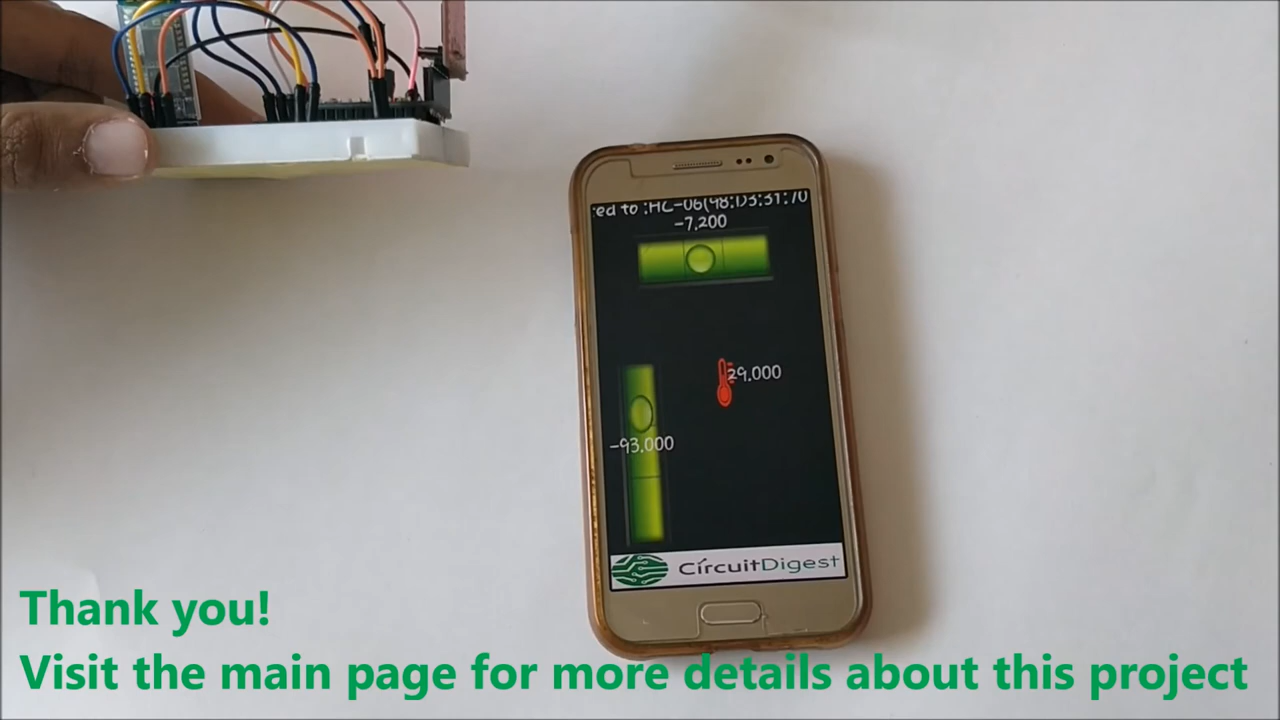 ed to :HC-06(98:D3:31:70
-7.200
29.000
-93.000
CircuitDigest
Thank you!
Visit the main page for more details about this project